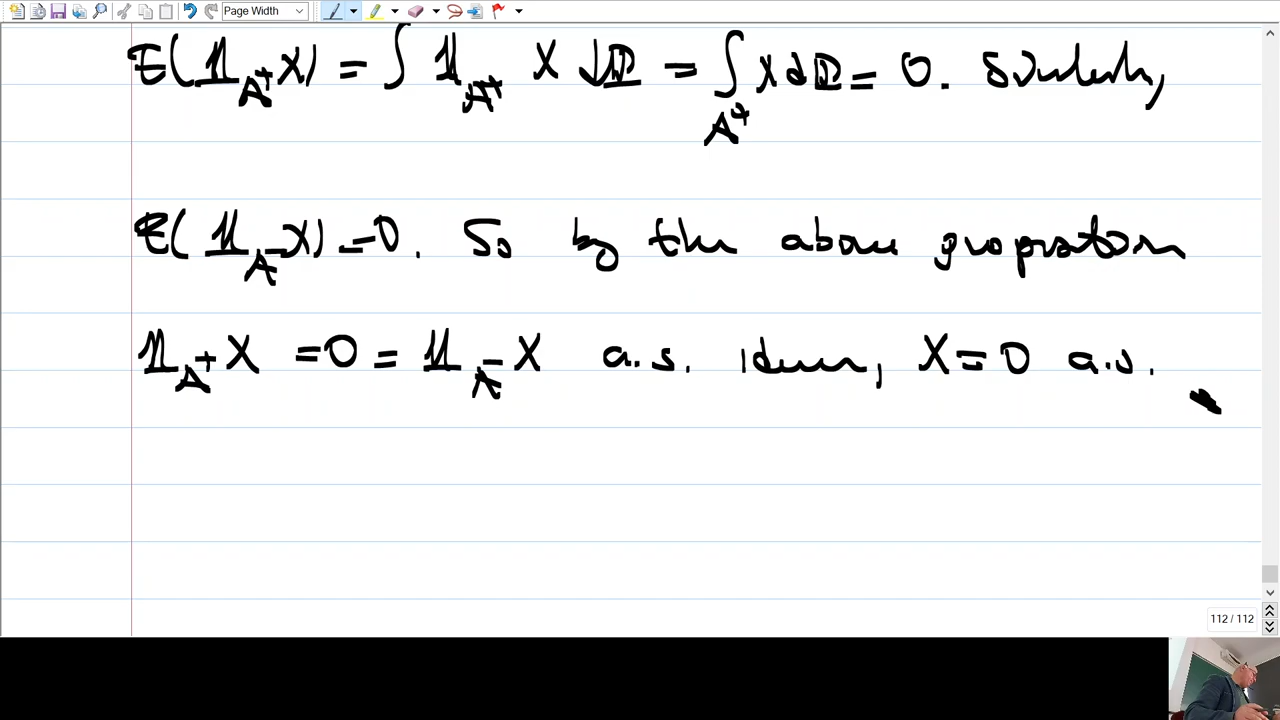 Page Width
E(𝟙_{A⁺} X) = ∫ 𝟙_{A⁺} X dℙ = ∫_{A⁺} X dℙ = 0. Similarly,
E(𝟙_{A⁻} X) = 0. So by the above proposition
𝟙_{A⁺} X = 0 = 𝟙_{A⁻} X a.s. , X = 0 a.s.
112 / 112